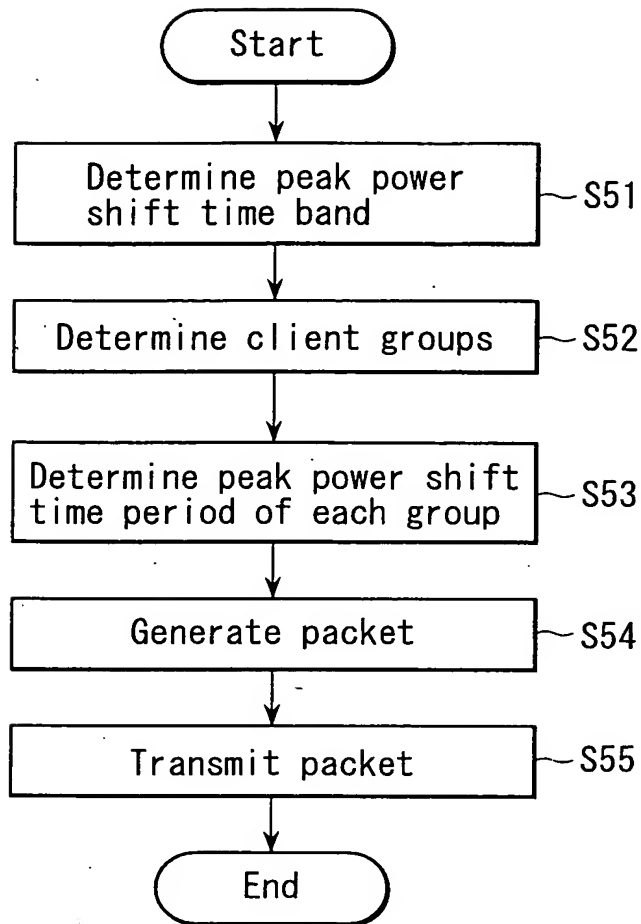 Start
Determine peak power
shift time band
S51
Determine client groups
S52
Determine peak power shift
time period of each group
S53
Generate packet
S54
Transmit packet
S55
End